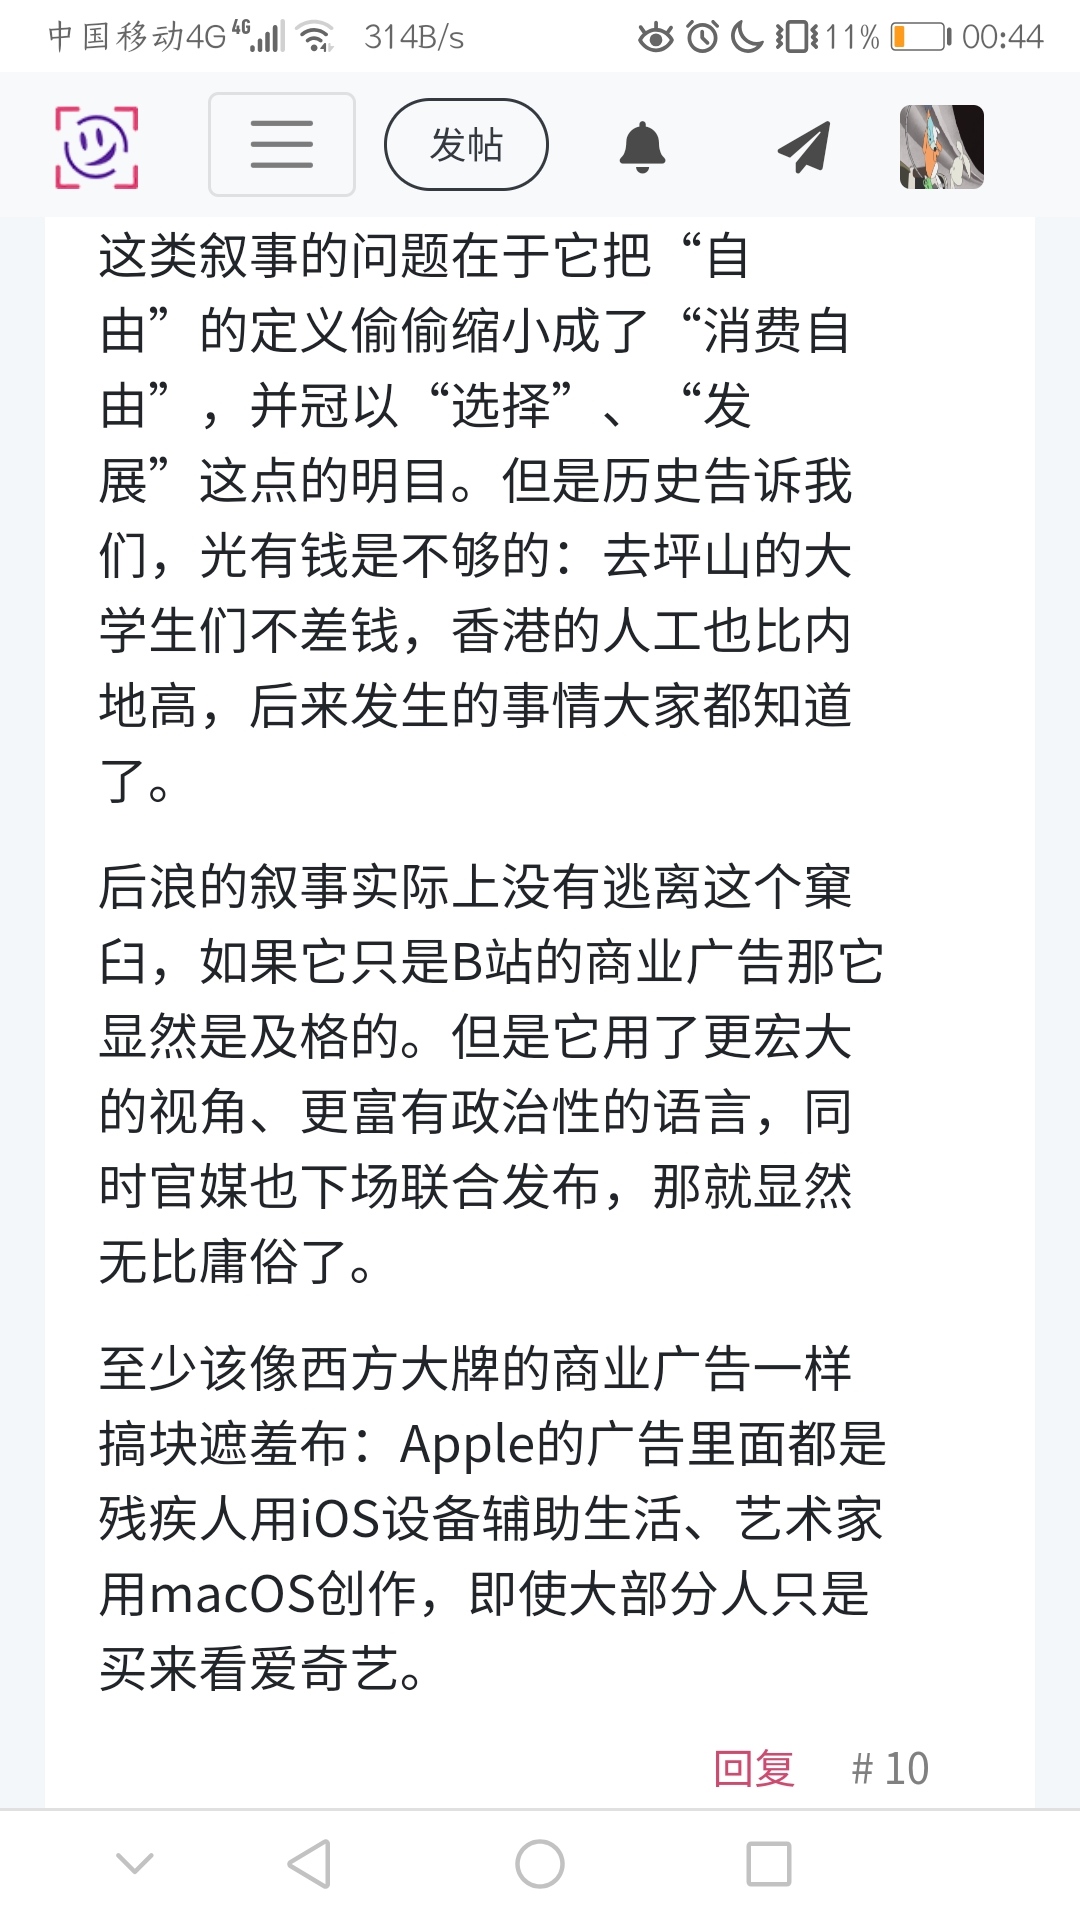 中国移动4G 4G 314B/s 11% 00:44
发帖
这类叙事的问题在于它把“自
由”的定义偷偷缩小成了“消费自
由”，并冠以“选择”、“发
展”这点的明目。但是历史告诉我
们，光有钱是不够的：去坪山的大
学生们不差钱，香港的人工也比内
地高，后来发生的事情大家都知道
了。
后浪的叙事实际上没有逃离这个窠
臼，如果它只是B站的商业广告那它
显然是及格的。但是它用了更宏大
的视角、更富有政治性的语言，同
时官媒也下场联合发布，那就显然
无比庸俗了。
至少该像西方大牌的商业广告一样
搞块遮羞布：Apple的广告里面都是
残疾人用iOS设备辅助生活、艺术家
用macOS创作，即使大部分人只是
买来看爱奇艺。
回复 # 10